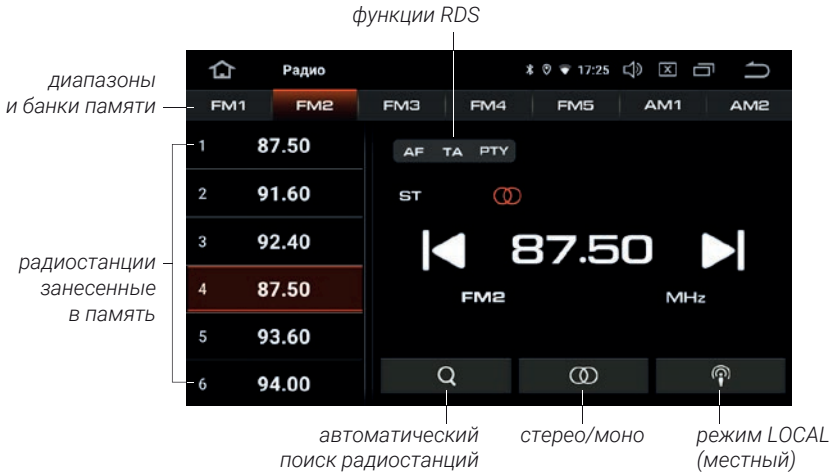 функции RDS
диапазоны
и банки памяти
Радио
17:25
FM1 FM2 FM3 FM4 FM5 AM1 AM2
1 87.50
2 91.60
3 92.40
4 87.50
5 93.60
6 94.00
радиостанции
занесенные
в память
AF TA PTY
ST
87.50
FM2 MHz
автоматический
поиск радиостанций
стерео/моно
режим LOCAL
(местный)